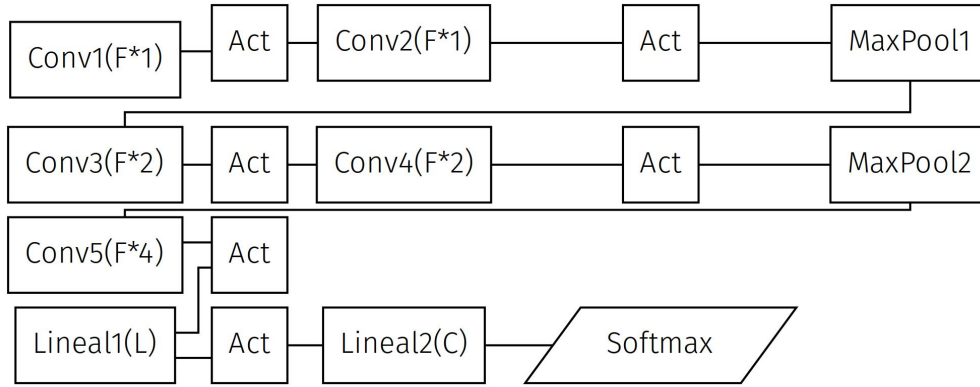 Conv1(F*1) Act Conv2(F*1) Act MaxPool1
Conv3(F*2) Act Conv4(F*2) Act MaxPool2
Conv5(F*4) Act
Lineal1(L) Act Lineal2(C) Softmax